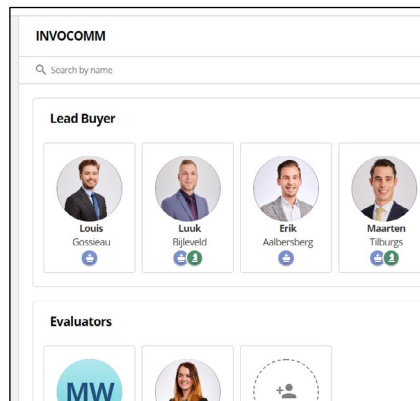 INVOCOMM
Search by name
Lead Buyer
Louis
Gossieau
Luuk
Bijleveld
Erik
Aalbersberg
Maarten
Tilburgs
Evaluators
MW